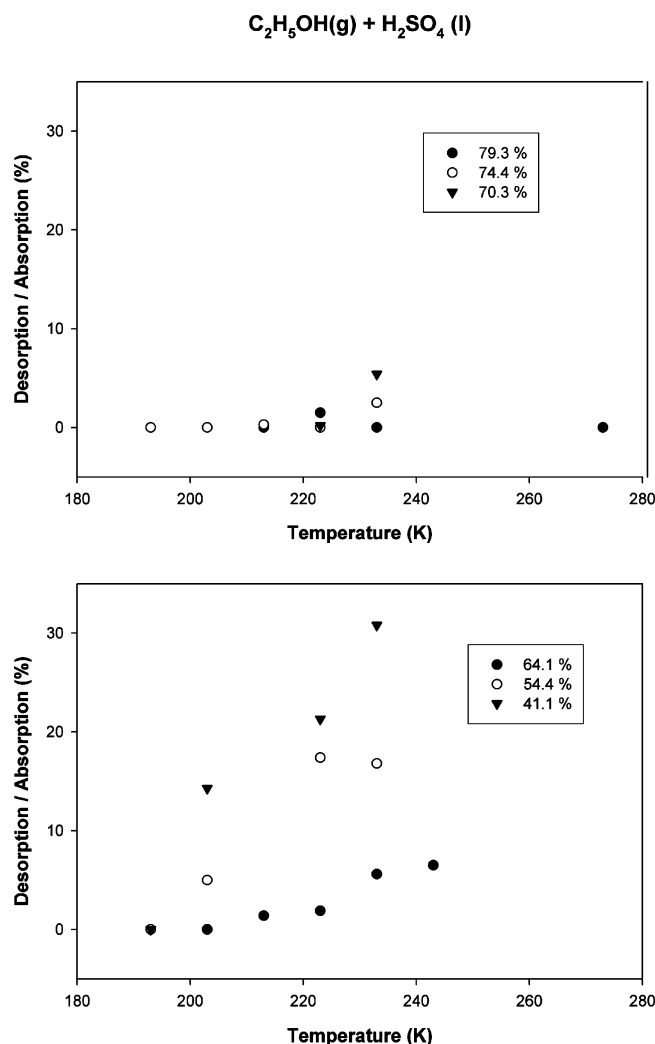 C₂H₅OH(g) + H₂SO₄ (l)
Desorption / Absorption (%)
30
20
10
0
79.3 %
74.4 %
70.3 %
180 200 220 240 260 280
Temperature (K)
Desorption / Absorption (%)
30
20
10
0
64.1 %
54.4 %
41.1 %
180 200 220 240 260 280
Temperature (K)